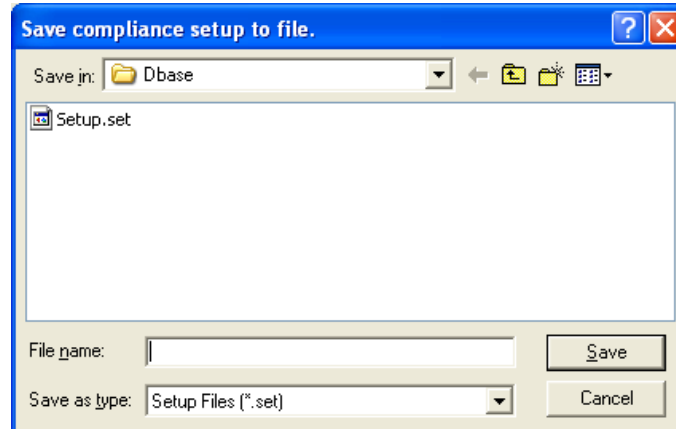 Save compliance setup to file.
Save in: Dbase
Setup.set
File name: Save
Save as type: Setup Files (*.set) Cancel